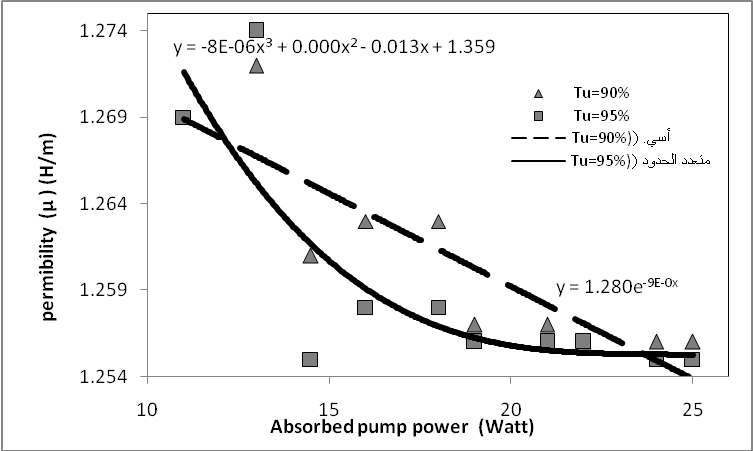 1.274
1.269
1.264
1.259
1.254
permibility (μ) (H/m)
y = -8E-06x³ + 0.000x² - 0.013x + 1.359
Tu=90%
Tu=95%
أسي. ((Tu=90%
متعدد الحدود ((Tu=95%
y = 1.280e^-9E-0x
10 15 20 25
Absorbed pump power (Watt)